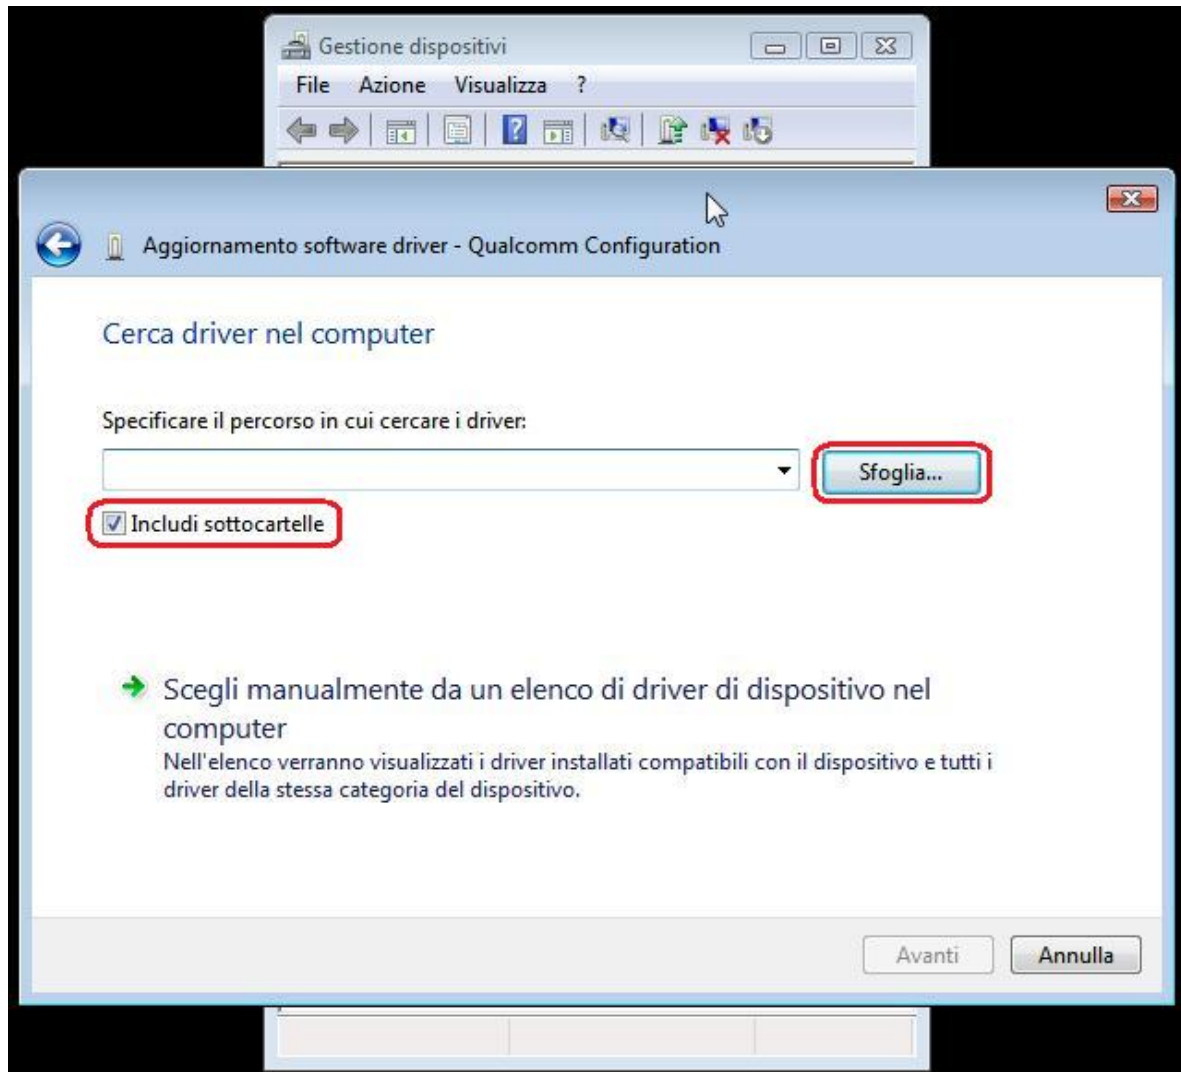 Gestione dispositivi
File Azione Visualizza ?
Aggiornamento software driver - Qualcomm Configuration
Cerca driver nel computer
Specificare il percorso in cui cercare i driver:
Sfoglia...
Includi sottocartelle
Scegli manualmente da un elenco di driver di dispositivo nel
computer
Nell'elenco verranno visualizzati i driver installati compatibili con il dispositivo e tutti i
driver della stessa categoria del dispositivo.
Avanti Annulla